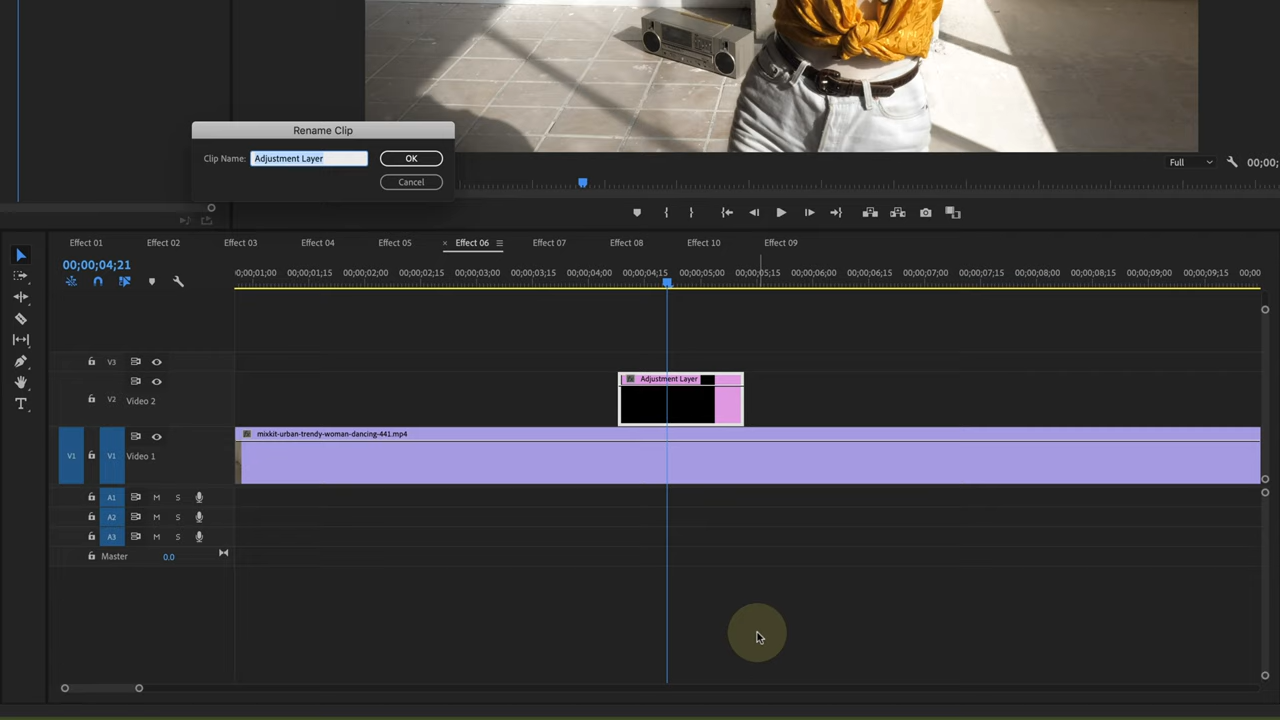 Rename Clip
Clip Name: Adjustment Layer OK
Cancel
Full 00;00;
Effect 01 Effect 02 Effect 03 Effect 04 Effect 05 × Effect 06 Effect 07 Effect 08 Effect 10 Effect 09
00;00;04;21
;00;00;01;00 00;00;01;15 00;00;02;00 00;00;02;15 00;00;03;00 00;00;03;15 00;00;04;00 00;00;04;15 00;00;05;00 00;00;05;15 00;00;06;00 00;00;06;15 00;00;07;00 00;00;07;15 00;00;08;00 00;00;08;15 00;00;09;00 00;00;09;15 00;00
V3
Adjustment Layer
V2 Video 2
mixkit-urban-trendy-woman-dancing-441.mp4
V1 V1 Video 1
A1 M S
A2 M S
A3 M S
Master 0.0